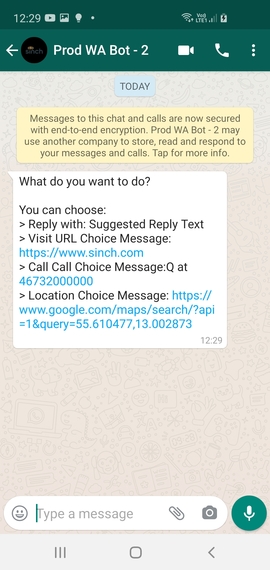 12:29
sinch
Prod WA Bot - 2
TODAY
Messages to this chat and calls are now secured
with end-to-end encryption. Prod WA Bot - 2 may
use another company to store, read and respond to
your messages and calls. Tap for more info.
What do you want to do?
You can choose:
> Reply with: Suggested Reply Text
> Visit URL Choice Message:
https://www.sinch.com
> Call Call Choice Message:Q at
46732000000
> Location Choice Message: https://
www.google.com/maps/search/?api
=1&query=55.610477,13.002873
12:29
Type a message